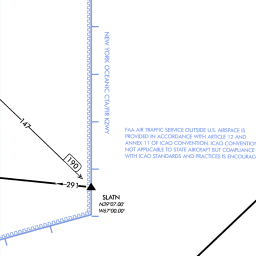 NEW YORK OCEANIC CTA/FIR KZWY
FAA AIR TRAFFIC SERVICE OUTSIDE U.S. AIRSPACE IS
PROVIDED IN ACCORDANCE WITH ARTICLE 12 AND
ANNEX 11 OF ICAO CONVENTION. ICAO CONVENTION
NOT APPLICABLE TO STATE AIRCRAFT BUT COMPLIANCE
WITH ICAO STANDARDS AND PRACTICES IS ENCOURAG
147
190
291
SLATN
N39°07.00'
W67°00.00'